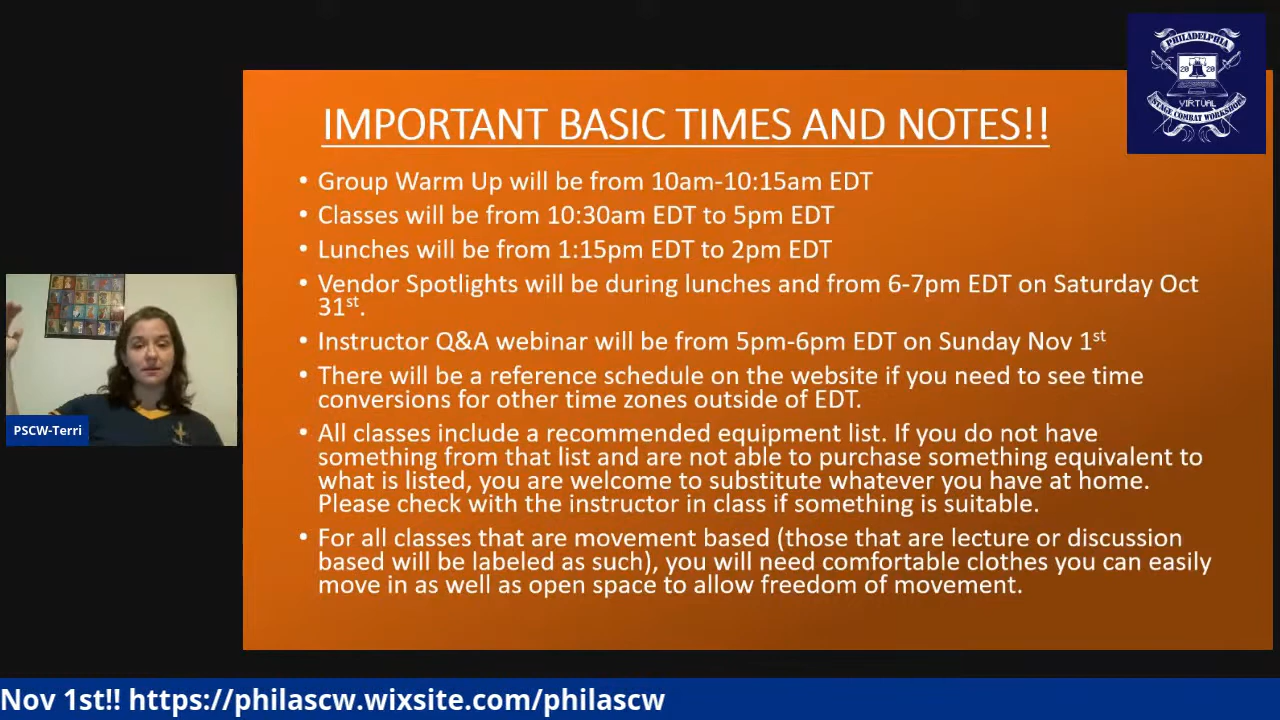 PHILADELPHIA
20 20
VIRTUAL
STAGE COMBAT WORKSHOP
IMPORTANT BASIC TIMES AND NOTES!!
• Group Warm Up will be from 10am-10:15am EDT
• Classes will be from 10:30am EDT to 5pm EDT
• Lunches will be from 1:15pm EDT to 2pm EDT
• Vendor Spotlights will be during lunches and from 6-7pm EDT on Saturday Oct
31st.
• Instructor Q&A webinar will be from 5pm-6pm EDT on Sunday Nov 1st
• There will be a reference schedule on the website if you need to see time
conversions for other time zones outside of EDT.
• All classes include a recommended equipment list. If you do not have
something from that list and are not able to purchase something equivalent to
what is listed, you are welcome to substitute whatever you have at home.
Please check with the instructor in class if something is suitable.
• For all classes that are movement based (those that are lecture or discussion
based will be labeled as such), you will need comfortable clothes you can easily
move in as well as open space to allow freedom of movement.
PSCW-Terri
Nov 1st!! https://philascw.wixsite.com/philascw